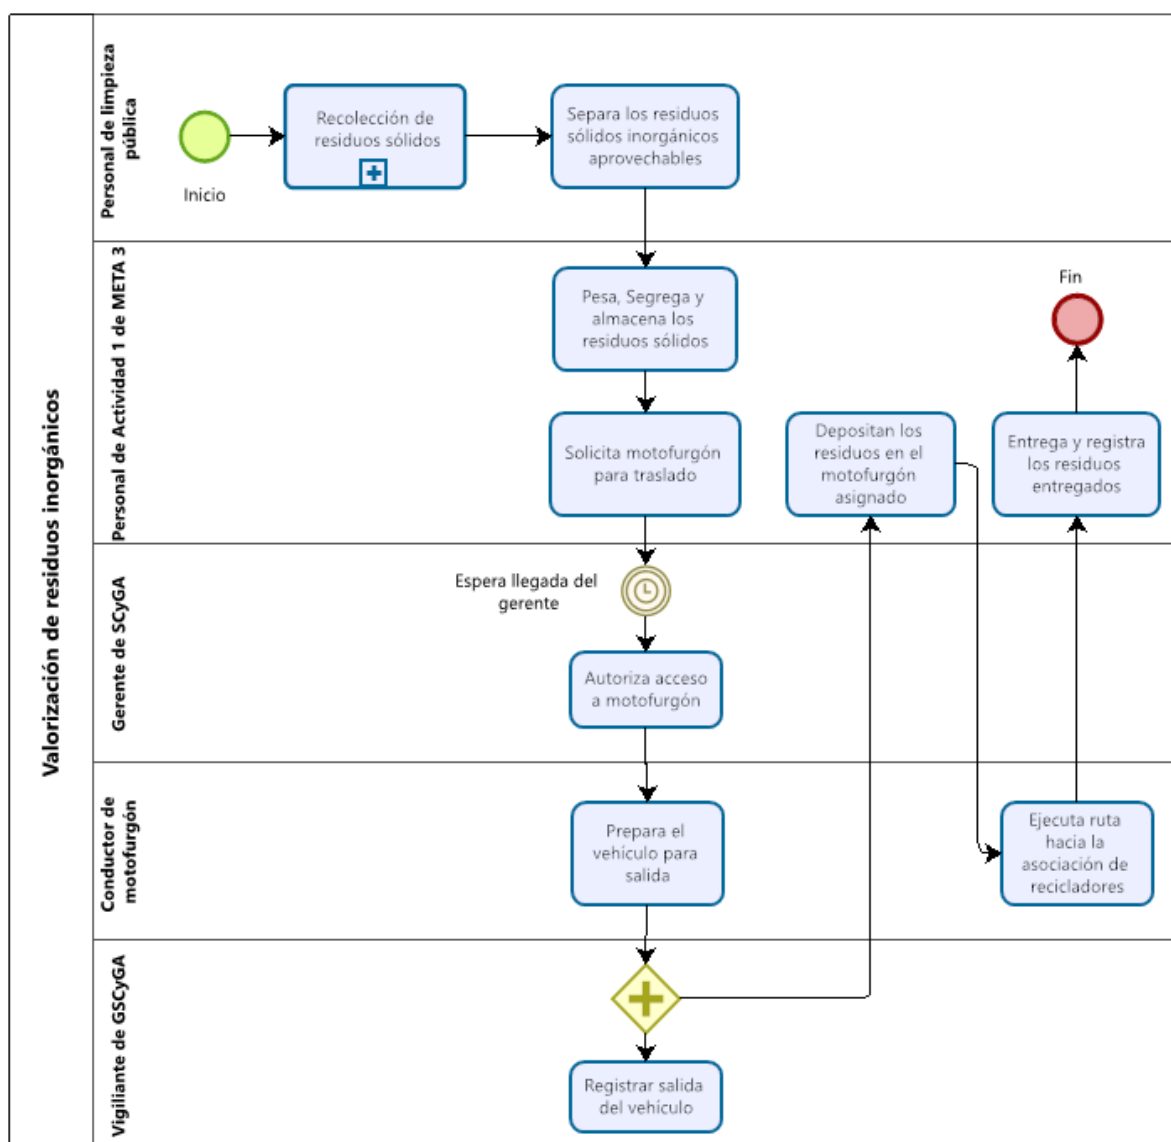 Valorización de residuos inorgánicos
Personal de limpieza
pública
Inicio
Recolección de
residuos sólidos
Separa los residuos
sólidos inorgánicos
aprovechables
Personal de Actividad 1 de META 3
Pesa, Segrega y
almacena los
residuos sólidos
Solicita motofurgón
para traslado
Depositan los
residuos en el
motofurgón
asignado
Fin
Entrega y registra
los residuos
entregados
Gerente de SCyGA
Espera llegada del
gerente
Autoriza acceso
a motofurgón
Conductor de
motofurgón
Prepara el
vehículo para
salida
Ejecuta ruta
hacia la
asociación de
recicladores
Vigiliante de GSCyGA
Registrar salida
del vehículo